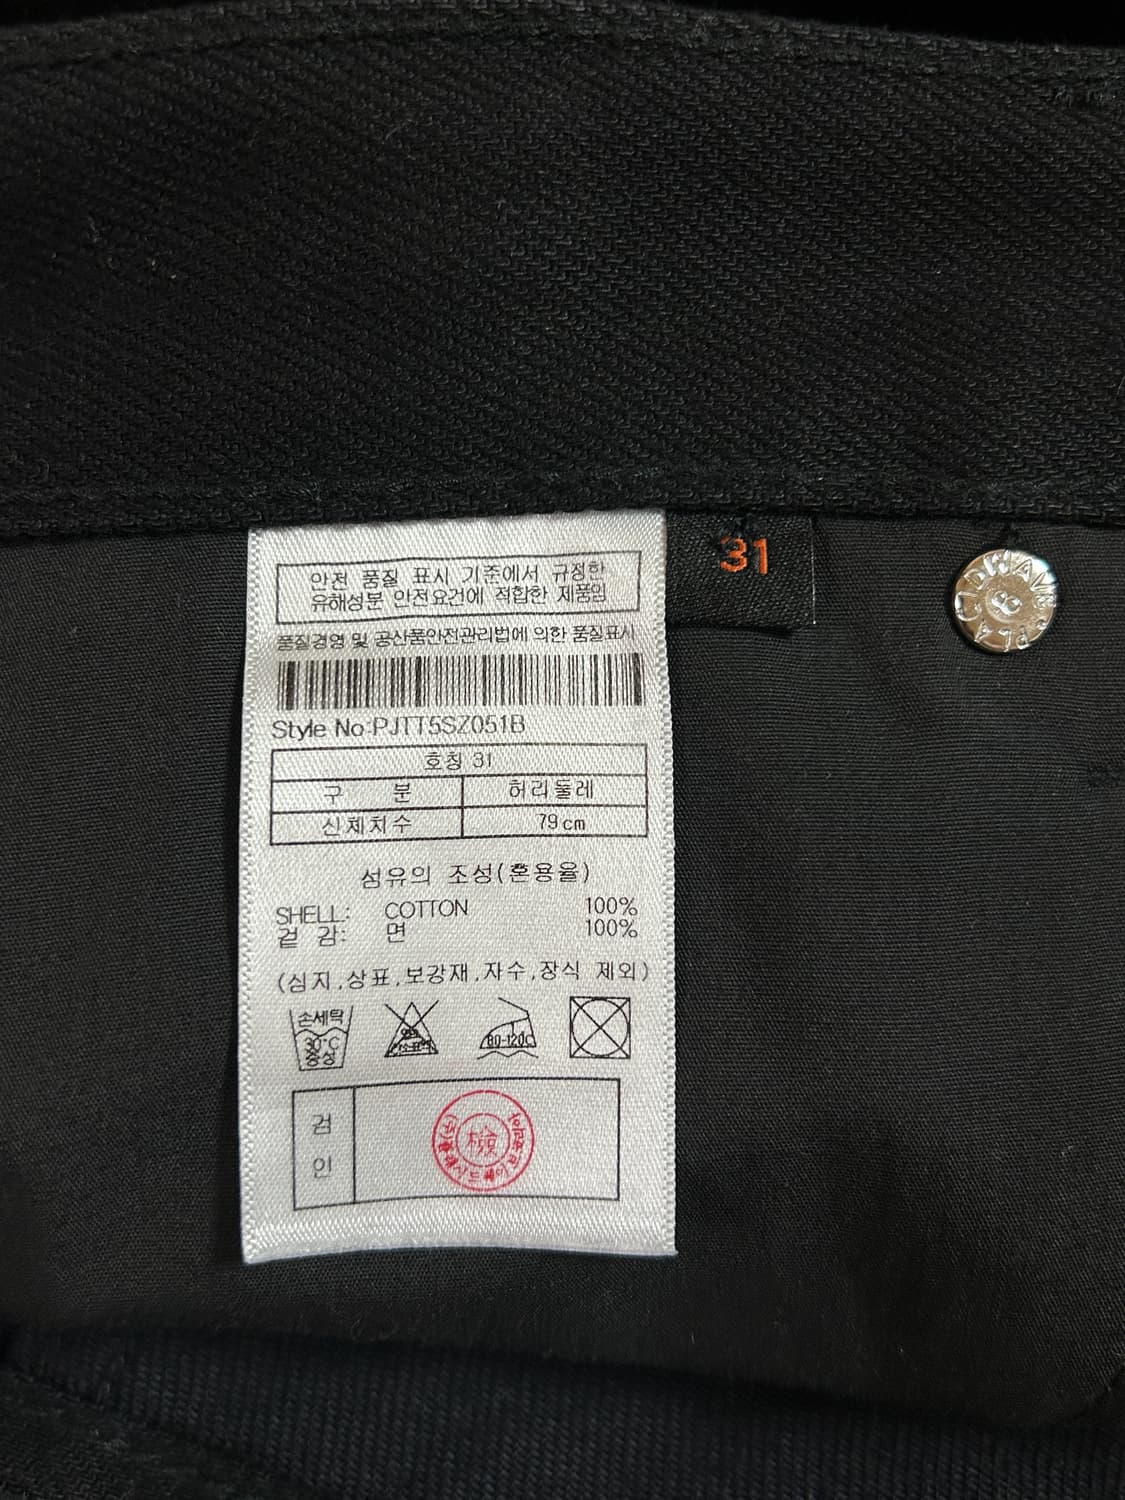 안전 품질 표시 기준에서 규정한
유해성분 안전요건에 적합한 제품임
31
품질경영 및 공산품안전관리법에 의한 품질표시
Style No:PJTT5SZ051B
호칭 31
구 분 허리둘레
신체치수 79cm
섬유의 조성(혼용율)
SHELL: COTTON 100%
겉 감: 면 100%
(심지,상표,보강재,자수,장식 제외)
손세탁
30°C
중성
80-120C
검
인
檢